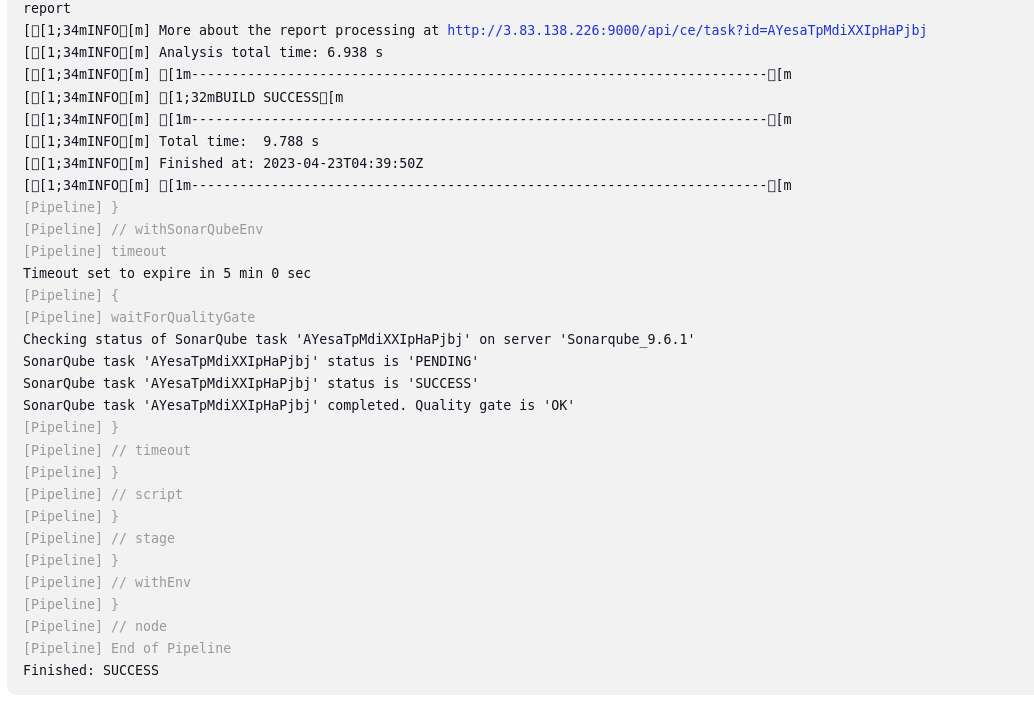 report
[□[1;34mINFO□[m] More about the report processing at http://3.83.138.226:9000/api/ce/task?id=AYesaTpMdiXXIpHaPjbj
[□[1;34mINFO□[m] Analysis total time: 6.938 s
[□[1;34mINFO□[m] □[1m------------------------------------------------------------------------□[m
[□[1;34mINFO□[m] □[1;32mBUILD SUCCESS□[m
[□[1;34mINFO□[m] □[1m------------------------------------------------------------------------□[m
[□[1;34mINFO□[m] Total time:  9.788 s
[□[1;34mINFO□[m] Finished at: 2023-04-23T04:39:50Z
[□[1;34mINFO□[m] □[1m------------------------------------------------------------------------□[m
[Pipeline] }
[Pipeline] // withSonarQubeEnv
[Pipeline] timeout
Timeout set to expire in 5 min 0 sec
[Pipeline] {
[Pipeline] waitForQualityGate
Checking status of SonarQube task 'AYesaTpMdiXXIpHaPjbj' on server 'Sonarqube_9.6.1'
SonarQube task 'AYesaTpMdiXXIpHaPjbj' status is 'PENDING'
SonarQube task 'AYesaTpMdiXXIpHaPjbj' status is 'SUCCESS'
SonarQube task 'AYesaTpMdiXXIpHaPjbj' completed. Quality gate is 'OK'
[Pipeline] }
[Pipeline] // timeout
[Pipeline] }
[Pipeline] // script
[Pipeline] }
[Pipeline] // stage
[Pipeline] }
[Pipeline] // withEnv
[Pipeline] }
[Pipeline] // node
[Pipeline] End of Pipeline
Finished: SUCCESS